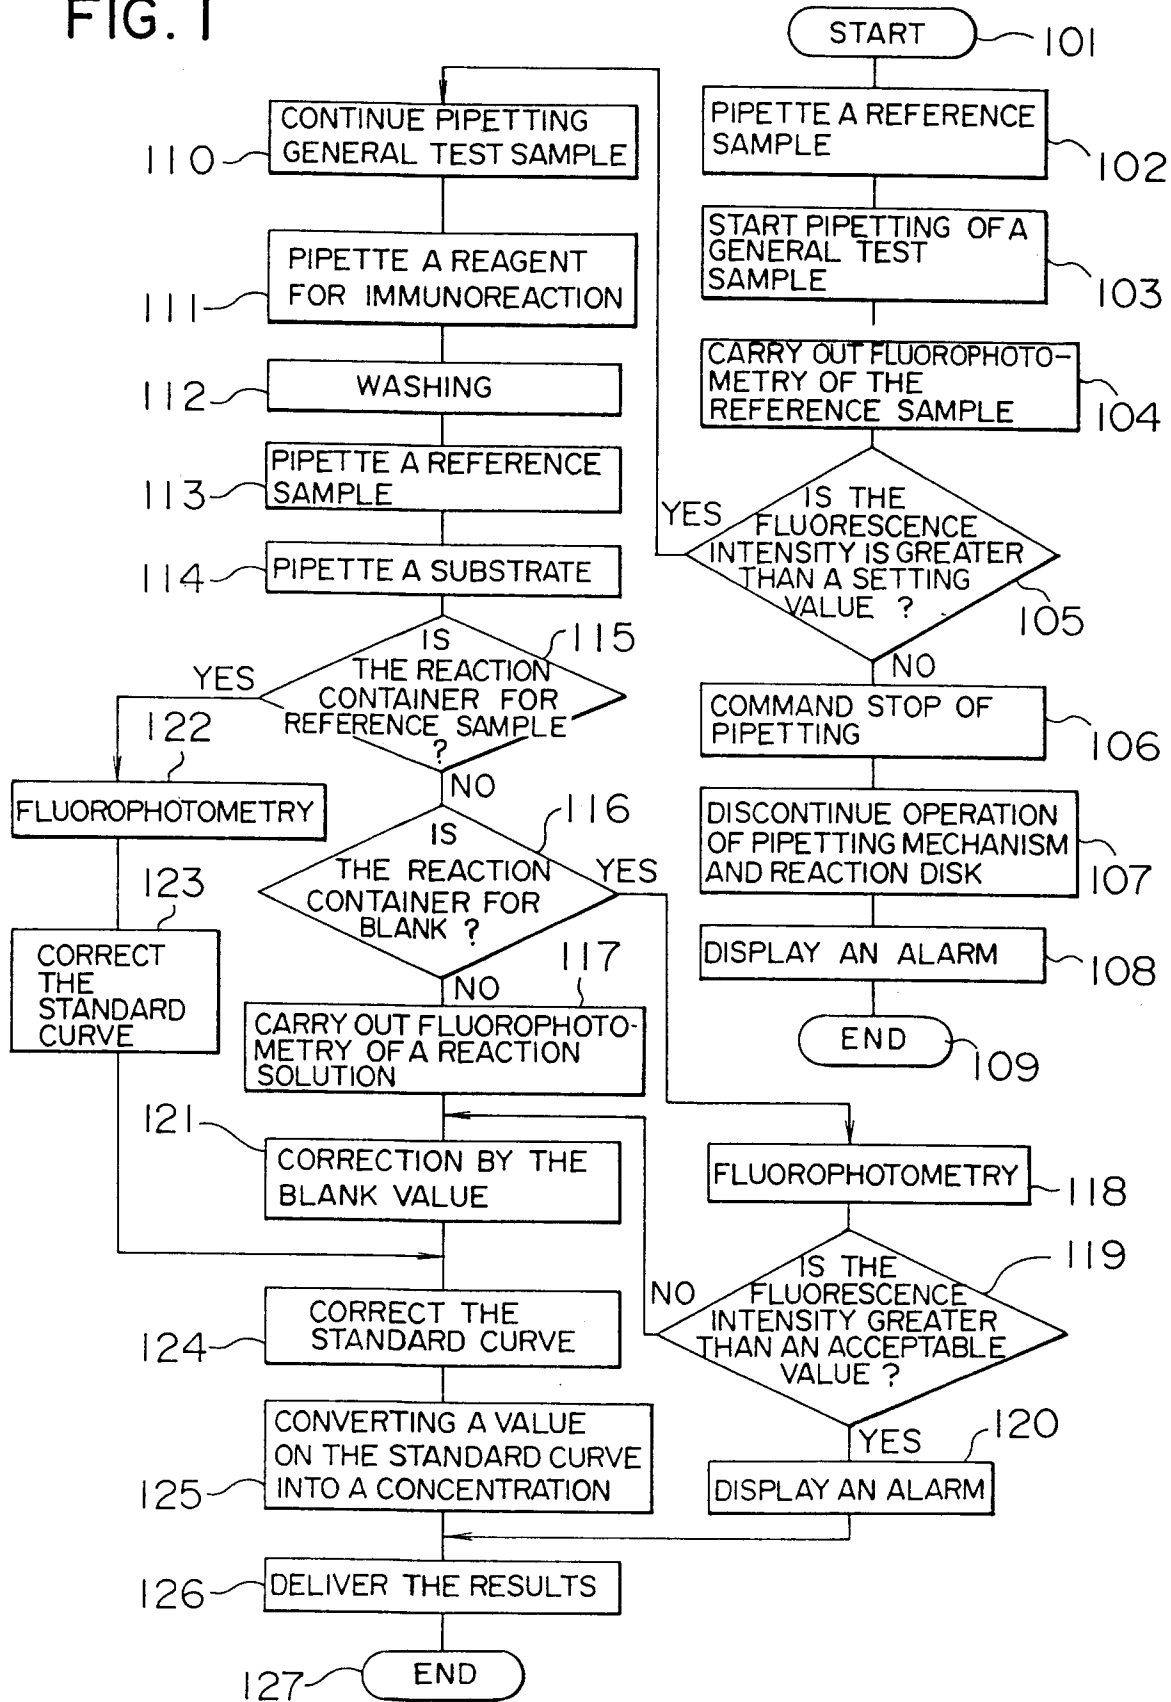 FIG. 1
START
101
PIPETTE A REFERENCE
SAMPLE
102
START PIPETTING OF A
GENERAL TEST
SAMPLE
103
CARRY OUT FLUOROPHOTO-
METRY OF THE
REFERENCE SAMPLE
104
IS THE
FLUORESCENCE
INTENSITY IS GREATER
THAN A SETTING
VALUE ?
105
YES
NO
COMMAND STOP OF
PIPETTING
106
DISCONTINUE OPERATION
OF PIPETTING MECHANISM
AND REACTION DISK
107
DISPLAY AN ALARM
108
END
109
CONTINUE PIPETTING
GENERAL TEST SAMPLE
110
PIPETTE A REAGENT
FOR IMMUNOREACTION
111
WASHING
112
PIPETTE A REFERENCE
SAMPLE
113
PIPETTE A SUBSTRATE
114
IS
THE REACTION
CONTAINER FOR
REFERENCE SAMPLE
?
115
YES
NO
122
FLUOROPHOTOMETRY
123
CORRECT
THE
STANDARD
CURVE
IS
THE REACTION
CONTAINER FOR
BLANK ?
116
YES
NO
117
CARRY OUT FLUOROPHOTO-
METRY OF A REACTION
SOLUTION
121
CORRECTION BY THE
BLANK VALUE
FLUOROPHOTOMETRY
118
IS THE
FLUORESCENCE
INTENSITY GREATER
THAN AN ACCEPTABLE
VALUE ?
119
NO
YES
120
DISPLAY AN ALARM
CORRECT THE
STANDARD CURVE
124
CONVERTING A VALUE
ON THE STANDARD CURVE
INTO A CONCENTRATION
125
DELIVER THE RESULTS
126
END
127